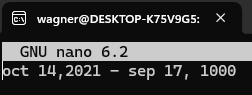 wagner@DESKTOP-K75V9G5:
GNU nano 6.2
oct 14,2021 - sep 17, 1000